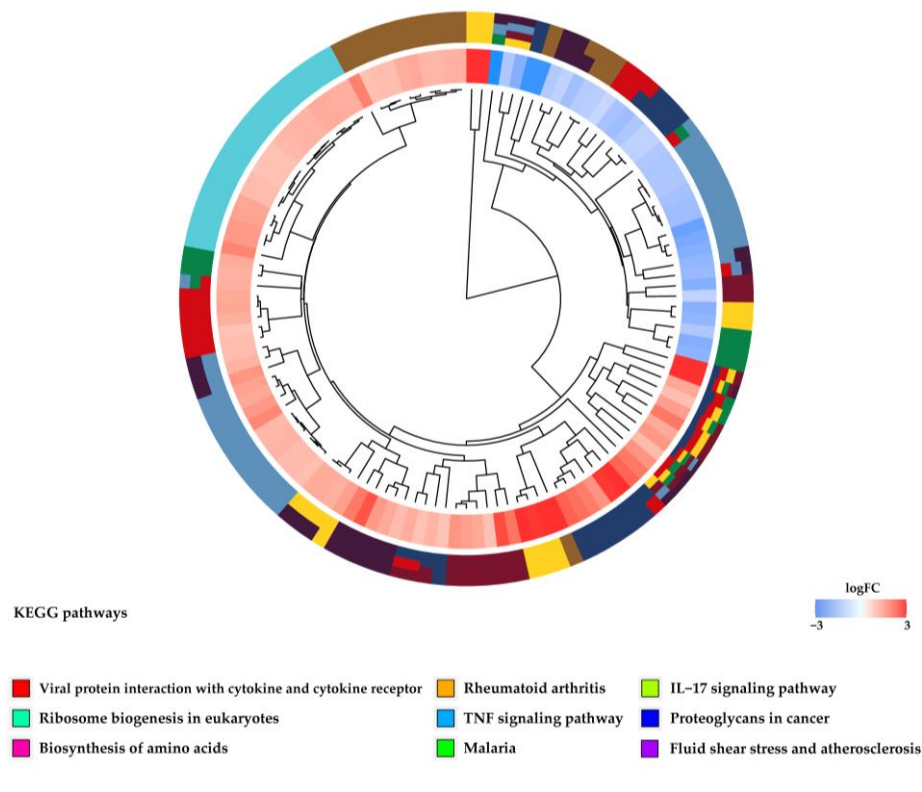 logFC
−3 3
KEGG pathways
Viral protein interaction with cytokine and cytokine receptor Rheumatoid arthritis IL−17 signaling pathway
Ribosome biogenesis in eukaryotes TNF signaling pathway Proteoglycans in cancer
Biosynthesis of amino acids Malaria Fluid shear stress and atherosclerosis